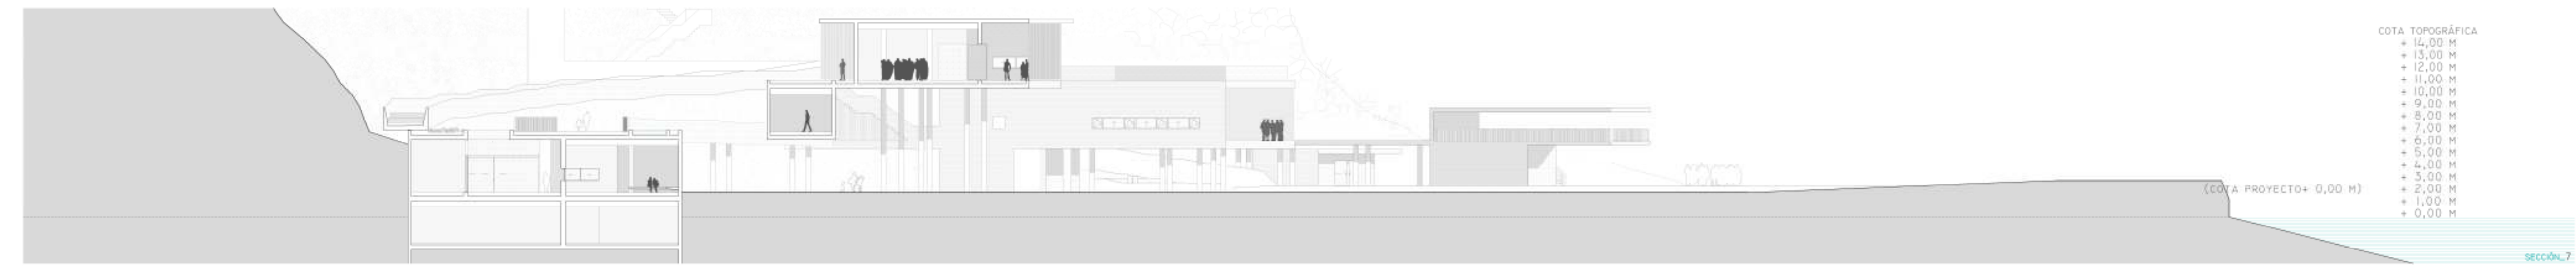 COTA TOPOGRÁFICA
+ 14,00 M
+ 13,00 M
+ 12,00 M
+ 11,00 M
+ 10,00 M
+ 9,00 M
+ 8,00 M
+ 7,00 M
+ 6,00 M
+ 5,00 M
+ 4,00 M
+ 3,00 M
(COTA PROYECTO+ 0,00 M) + 2,00 M
+ 1,00 M
+ 0,00 M
SECCIÓN_7